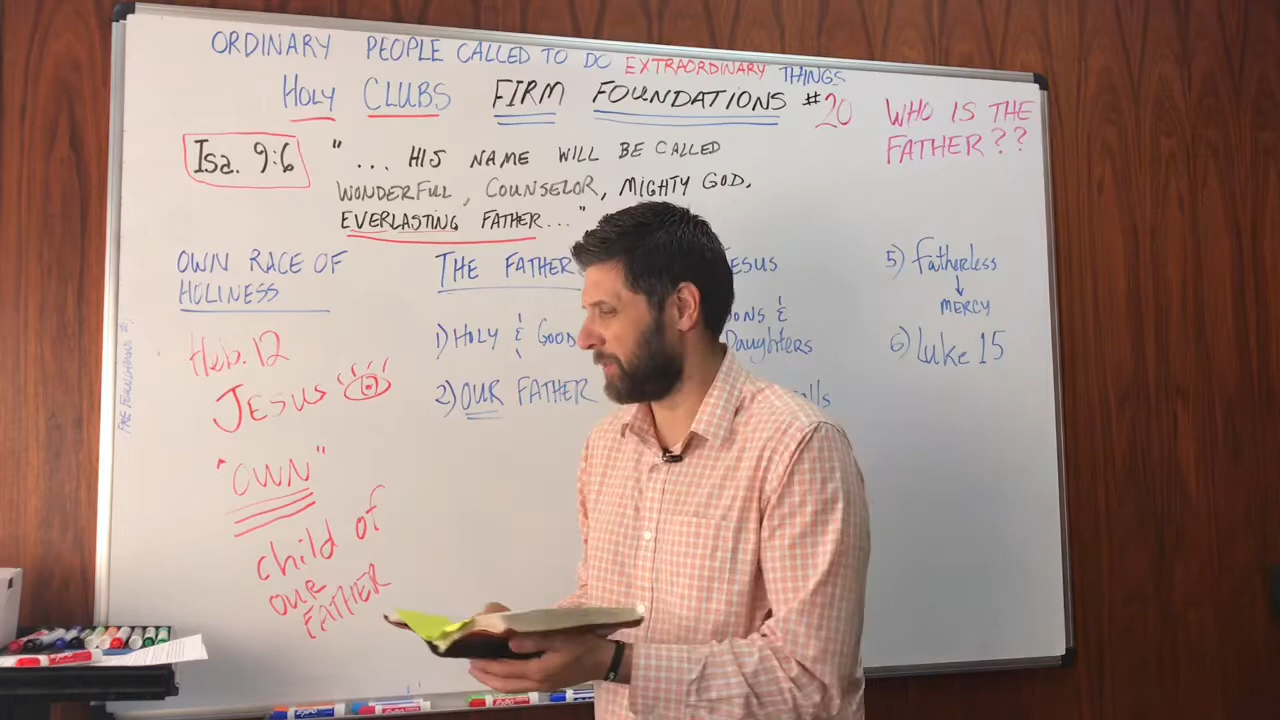 ORDINARY PEOPLE CALLED TO DO EXTRAORDINARY THINGS
HOLY CLUBS FIRM FOUNDATIONS #20
WHO IS THE
FATHER??
Isa. 9:6
"... HIS NAME WILL BE CALLED
WONDERFUL, COUNSELOR, MIGHTY GOD,
EVERLASTING FATHER..."
OWN RACE OF
HOLINESS
Heb. 12
JESUS
"OWN"
child of
OUR
FATHER
THE FATHER
1) HOLY & GOOD
2) OUR FATHER
ESUS
ONS &
Daughters
alls
5) Fatherless
MERCY
6) Luke 15